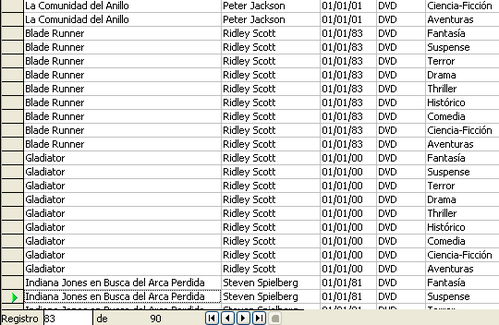 La Comunidad del Anillo Peter Jackson 01/01/01 DVD Ciencia-Ficción
La Comunidad del Anillo Peter Jackson 01/01/01 DVD Aventuras
Blade Runner Ridley Scott 01/01/83 DVD Fantasía
Blade Runner Ridley Scott 01/01/83 DVD Suspense
Blade Runner Ridley Scott 01/01/83 DVD Terror
Blade Runner Ridley Scott 01/01/83 DVD Drama
Blade Runner Ridley Scott 01/01/83 DVD Thriller
Blade Runner Ridley Scott 01/01/83 DVD Histórico
Blade Runner Ridley Scott 01/01/83 DVD Comedia
Blade Runner Ridley Scott 01/01/83 DVD Ciencia-Ficción
Blade Runner Ridley Scott 01/01/83 DVD Aventuras
Gladiator Ridley Scott 01/01/00 DVD Fantasía
Gladiator Ridley Scott 01/01/00 DVD Suspense
Gladiator Ridley Scott 01/01/00 DVD Terror
Gladiator Ridley Scott 01/01/00 DVD Drama
Gladiator Ridley Scott 01/01/00 DVD Thriller
Gladiator Ridley Scott 01/01/00 DVD Histórico
Gladiator Ridley Scott 01/01/00 DVD Comedia
Gladiator Ridley Scott 01/01/00 DVD Ciencia-Ficción
Gladiator Ridley Scott 01/01/00 DVD Aventuras
Indiana Jones en Busca del Arca Perdida Steven Spielberg 01/01/81 DVD Fantasía
Indiana Jones en Busca del Arca Perdida Steven Spielberg 01/01/81 DVD Suspense
Registro 83 de 90